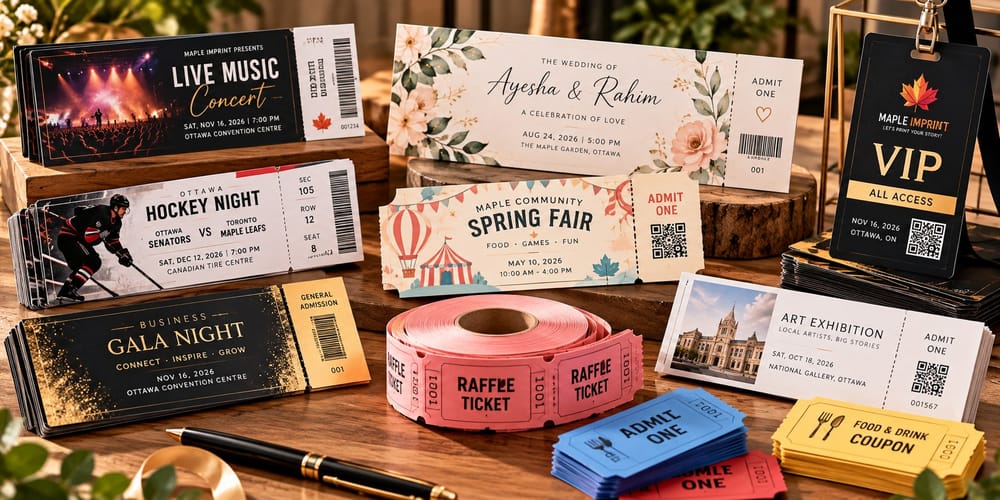 MAPLE IMPRINT PRESENTS
LIVE MUSIC
Concert
SAT, NOV 16, 2026 | 7:00 PM
OTTAWA CONVENTION CENTRE
001234
THE WEDDING OF
Ayesha & Rahim
A CELEBRATION OF LOVE
AUG 24, 2026 | 5:00 PM
THE MAPLE GARDEN, OTTAWA
ADMIT
ONE
001
MAPLE IMPRINT
LET'S PRINT YOUR STORY!
VIP
ALL ACCESS
NOV 16, 2026
OTTAWA, ON
OTTAWA
HOCKEY NIGHT
OTTAWA
SENATORS
VS
TORONTO
MAPLE LEAFS
SAT, DEC 12, 2026 | 7:00 PM
CANADIAN TIRE CENTRE
SEC
105
ROW
12
SEAT
8
MAPLE COMMUNITY
SPRING FAIR
FOOD · GAMES · FUN
MAY 10, 2026
10:00 AM - 4:00 PM
ADMIT
ONE
BUSINESS
GALA NIGHT
CONNECT · INSPIRE · GROW
NOV 16, 2026
OTTAWA CONVENTION CENTRE
GENERAL
ADMISSION
001
RAFFLE
TICKET
1001
RAFFLE
TICKET
1001
RAFFLE
TICKET
ART EXHIBITION
LOCAL ARTISTS, BIG STORIES
SAT, OCT 18, 2026
NATIONAL GALLERY, OTTAWA
ADMIT
ONE
001567
ADMIT
ONE
1001
ONE
FOOD & DRINK
COUPON